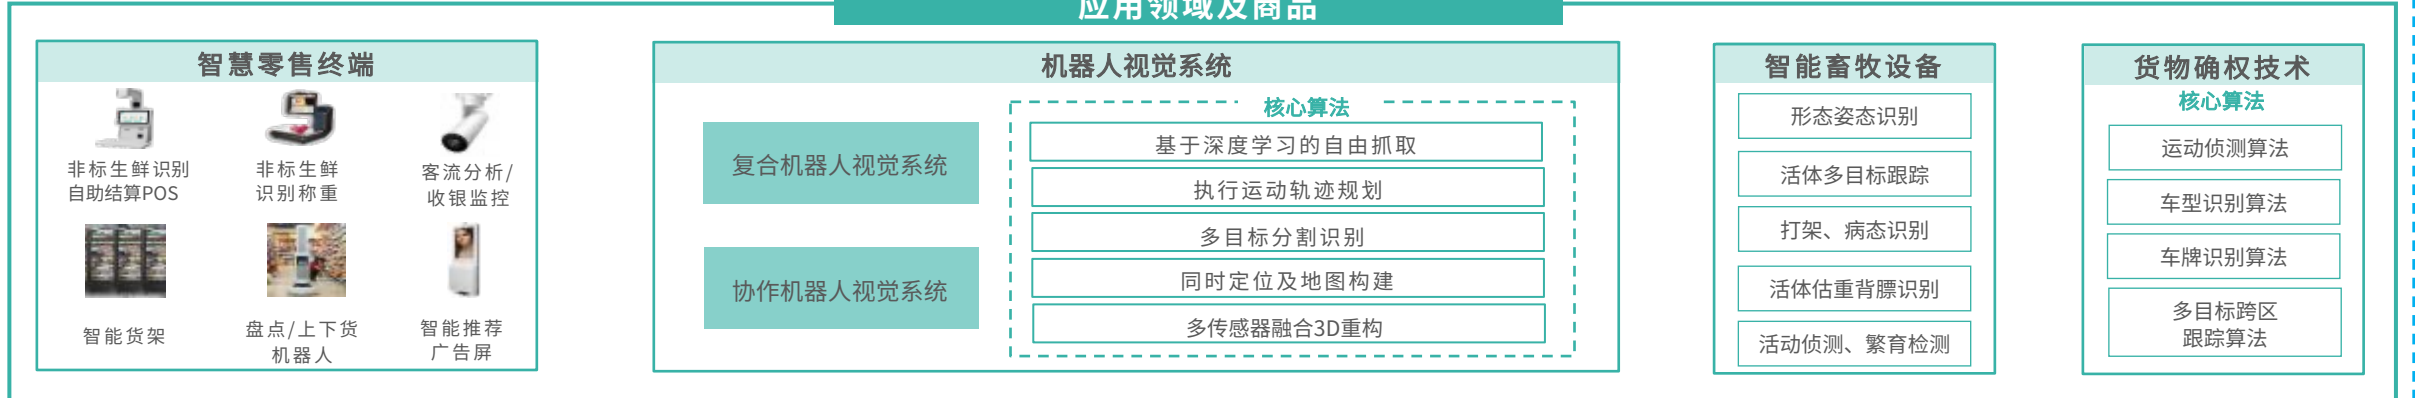 应用领域及商品
智慧零售终端
非标生鲜识别
自助结算POS
非标生鲜
识别称重
客流分析/
收银监控
智能货架
盘点/上下货
机器人
智能推荐
广告屏
机器人视觉系统
复合机器人视觉系统
协作机器人视觉系统
核心算法
基于深度学习的自由抓取
执行运动轨迹规划
多目标分割识别
同时定位及地图构建
多传感器融合3D重构
智能畜牧设备
形态姿态识别
活体多目标跟踪
打架、病态识别
活体估重背膘识别
活动侦测、繁育检测
货物确权技术
核心算法
运动侦测算法
车型识别算法
车牌识别算法
多目标跨区
跟踪算法